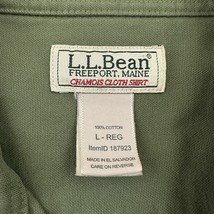 L.L.Bean
FREEPORT, MAINE
CHAMOIS CLOTH SHIRT
100% COTTON
L - REG
ItemID 187923
MADE IN EL SALVADOR
CARE ON REVERSE